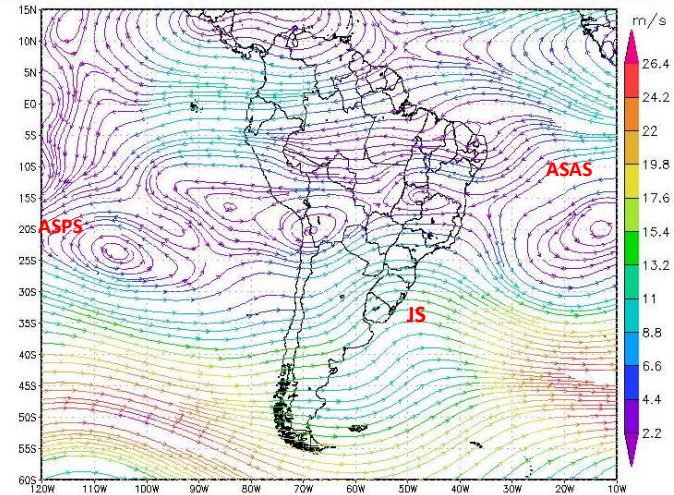 15N
m/s
10N
5N
EQ
5S
10S
15S
20S
25S
30S
35S
40S
45S
50S
55S
60S
26.4
24.2
22
19.8
17.6
15.4
13.2
11
8.8
6.6
4.4
2.2
ASAS
ASPS
JS
120W 110W 100W 90W 80W 70W 60W 50W 40W 30W 20W 10W